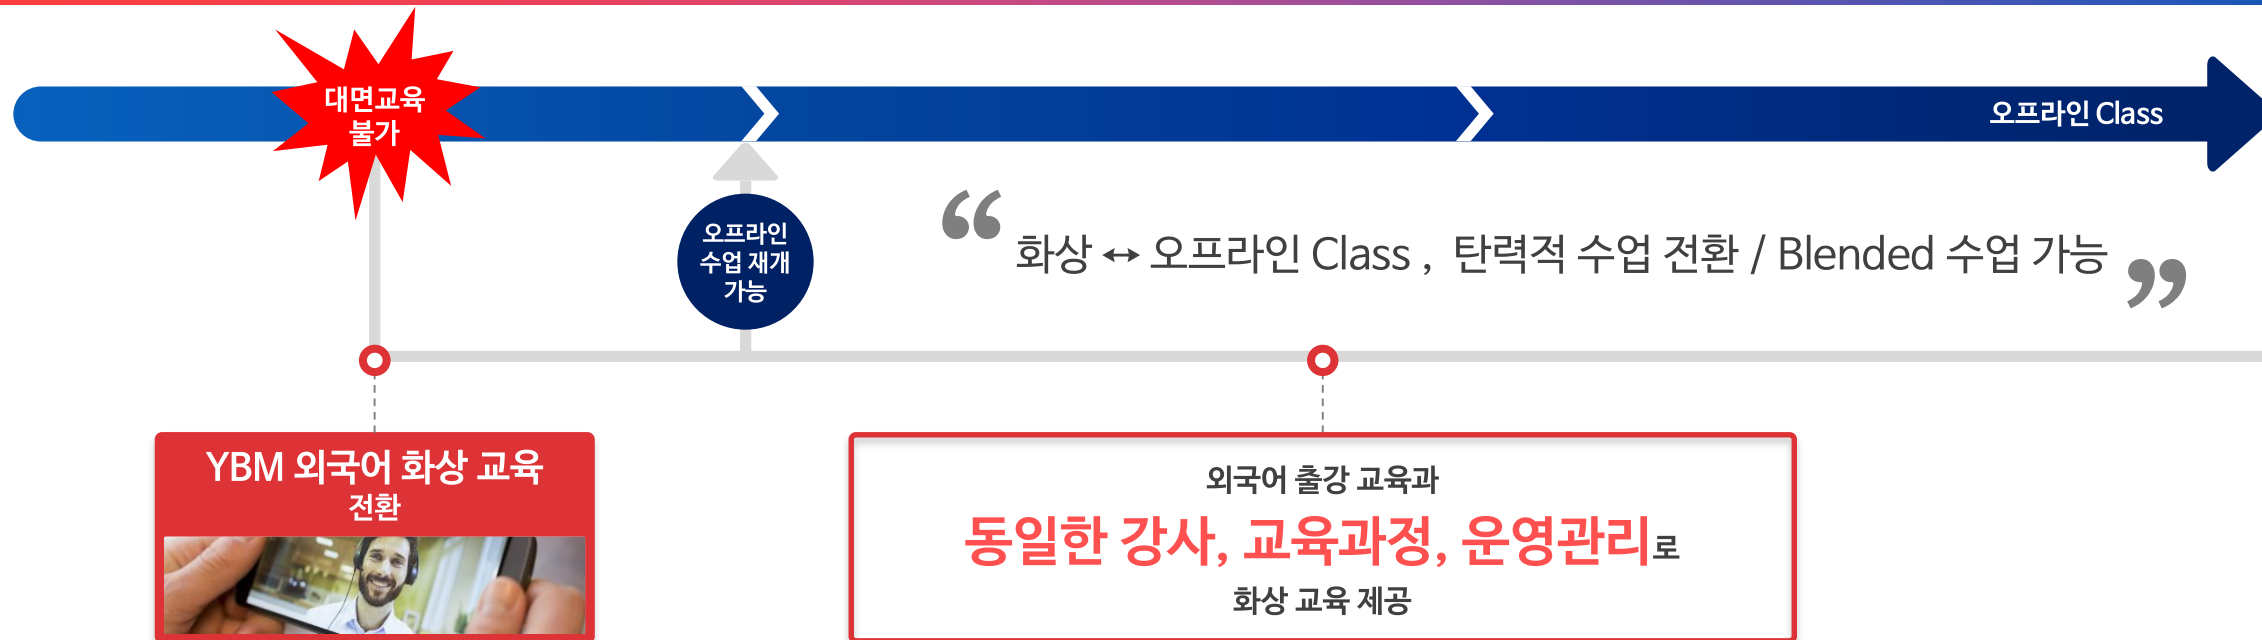 대면교육
불가
오프라인 Class
오프라인
수업 재개
가능
“ 화상 ↔ 오프라인 Class , 탄력적 수업 전환 / Blended 수업 가능 ”
YBM 외국어 화상 교육
전환
외국어 출강 교육과
동일한 강사, 교육과정, 운영관리로
화상 교육 제공